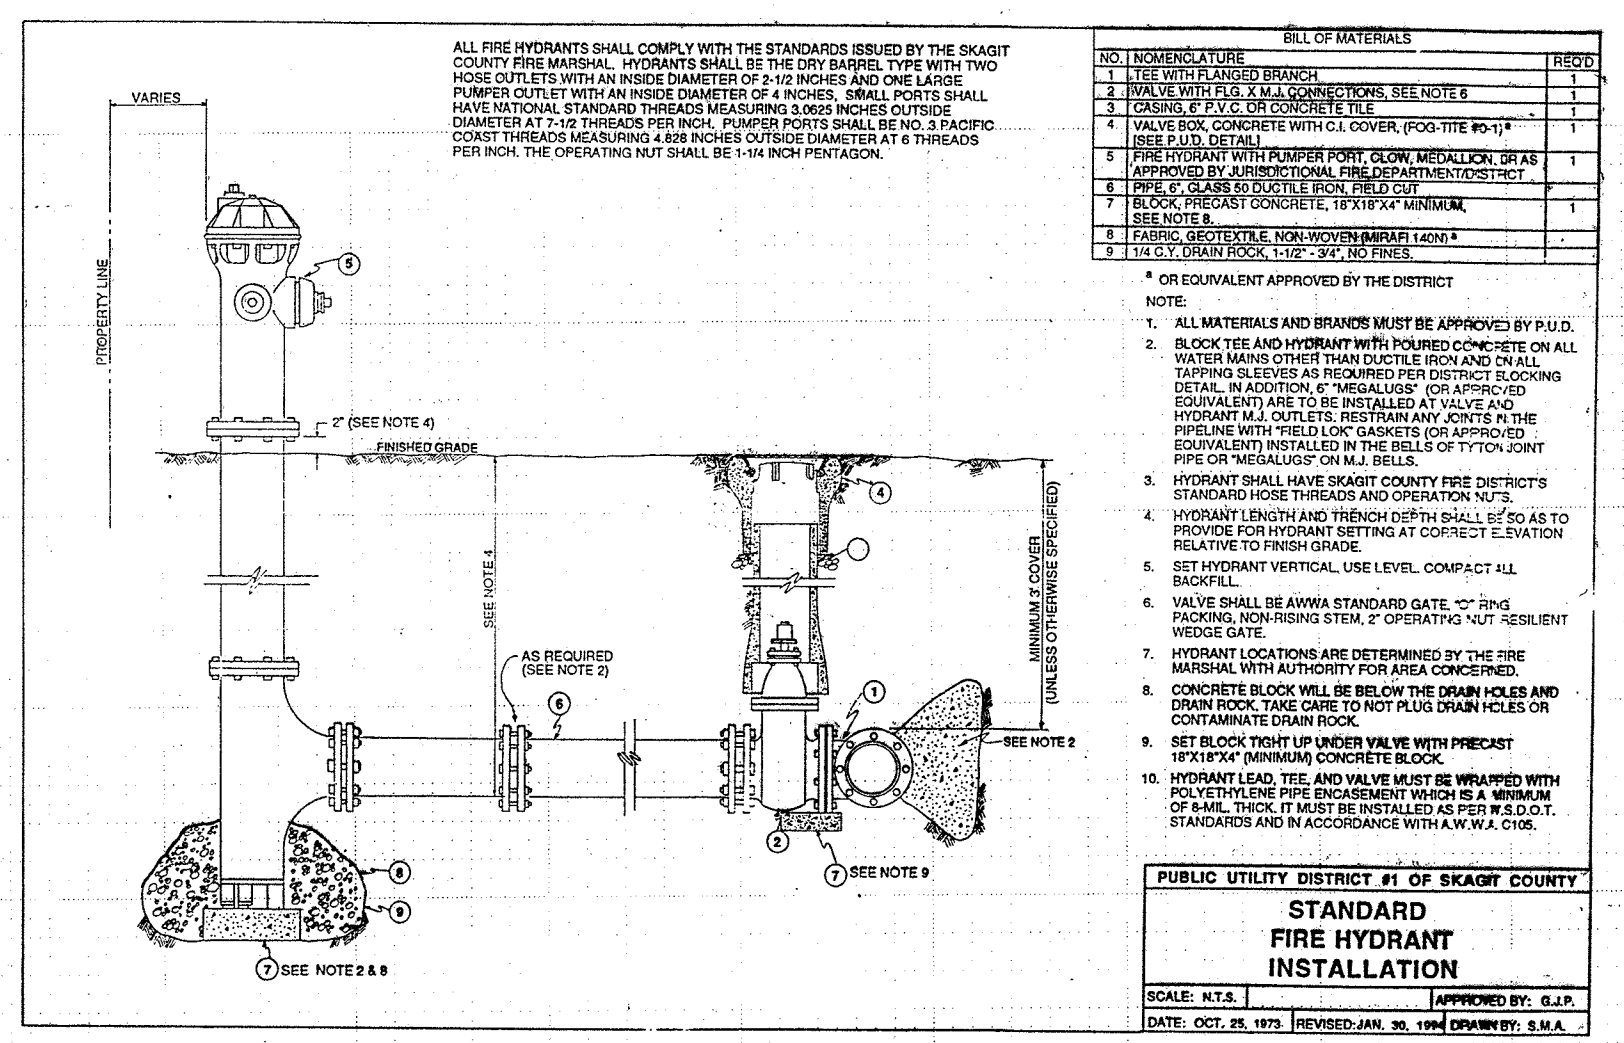 ALL FIRE HYDRANTS SHALL COMPLY WITH THE STANDARDS ISSUED BY THE SKAGIT
COUNTY FIRE MARSHAL. HYDRANTS SHALL BE THE DRY BARREL TYPE WITH TWO
HOSE OUTLETS WITH AN INSIDE DIAMETER OF 2-1/2 INCHES AND ONE LARGE
PUMPER OUTLET WITH AN INSIDE DIAMETER OF 4 INCHES, SMALL PORTS SHALL
HAVE NATIONAL STANDARD THREADS MEASURING 3.0625 INCHES OUTSIDE
DIAMETER AT 7-1/2 THREADS PER INCH. PUMPER PORTS SHALL BE NO. 3 PACIFIC
COAST THREADS MEASURING 4.828 INCHES OUTSIDE DIAMETER AT 6 THREADS
PER INCH. THE OPERATING NUT SHALL BE 1-1/4 INCH PENTAGON.
BILL OF MATERIALS
NO. NOMENCLATURE REQ'D
1 TEE WITH FLANGED BRANCH 1
2 VALVE WITH FLG. X M.J. CONNECTIONS, SEE NOTE 6 1
3 CASING, 6" P.V.C. OR CONCRETE TILE 1
4 VALVE BOX, CONCRETE WITH C.I. COVER, (FOG-TITE #0-1) a 1
[SEE P.U.D. DETAIL]
5 FIRE HYDRANT WITH PUMPER PORT, CLOW, MEDALLION, OR AS 1
APPROVED BY JURISDICTIONAL FIRE DEPARTMENT/DISTRICT
6 PIPE, 6", CLASS 50 DUCTILE IRON, FIELD CUT
7 BLOCK, PRECAST CONCRETE, 18"X18"X4" MINIMUM, 1
SEE NOTE 8.
8 FABRIC, GEOTEXTILE, NON-WOVEN (MIRAFI 140N) a
9 1/4 C.Y. DRAIN ROCK, 1-1/2" - 3/4", NO FINES.
a OR EQUIVALENT APPROVED BY THE DISTRICT
NOTE:
1. ALL MATERIALS AND BRANDS MUST BE APPROVED BY P.U.D.
2. BLOCK TEE AND HYDRANT WITH POURED CONCRETE ON ALL
WATER MAINS OTHER THAN DUCTILE IRON AND ON ALL
TAPPING SLEEVES AS REQUIRED PER DISTRICT BLOCKING
DETAIL. IN ADDITION, 6" "MEGALUGS" (OR APPROVED
EQUIVALENT) ARE TO BE INSTALLED AT VALVE AND
HYDRANT M.J. OUTLETS. RESTRAIN ANY JOINTS IN THE
PIPELINE WITH "FIELD LOK" GASKETS (OR APPROVED
EQUIVALENT) INSTALLED IN THE BELLS OF TYTON JOINT
PIPE OR "MEGALUGS" ON M.J. BELLS.
3. HYDRANT SHALL HAVE SKAGIT COUNTY FIRE DISTRICT'S
STANDARD HOSE THREADS AND OPERATION NUTS.
4. HYDRANT LENGTH AND TRENCH DEPTH SHALL BE SO AS TO
PROVIDE FOR HYDRANT SETTING AT CORRECT ELEVATION
RELATIVE TO FINISH GRADE.
5. SET HYDRANT VERTICAL, USE LEVEL. COMPACT ALL
BACKFILL.
6. VALVE SHALL BE AWWA STANDARD GATE, "O" RING
PACKING, NON-RISING STEM, 2" OPERATING NUT RESILIENT
WEDGE GATE.
7. HYDRANT LOCATIONS ARE DETERMINED BY THE FIRE
MARSHAL WITH AUTHORITY FOR AREA CONCERNED.
8. CONCRETE BLOCK WILL BE BELOW THE DRAIN HOLES AND
DRAIN ROCK. TAKE CARE TO NOT PLUG DRAIN HOLES OR
CONTAMINATE DRAIN ROCK.
9. SET BLOCK TIGHT UP UNDER VALVE WITH PRECAST
18"X18"X4" (MINIMUM) CONCRETE BLOCK.
10. HYDRANT LEAD, TEE, AND VALVE MUST BE WRAPPED WITH
POLYETHYLENE PIPE ENCASEMENT WHICH IS A MINIMUM
OF 8-MIL. THICK. IT MUST BE INSTALLED AS PER W.S.D.O.T.
STANDARDS AND IN ACCORDANCE WITH A.W.W.A. C105.
VARIES
PROPERTY LINE
5
2" (SEE NOTE 4)
FINISHED GRADE
4
SEE NOTE 4
MINIMUM 3' COVER
(UNLESS OTHERWISE SPECIFIED)
AS REQUIRED
(SEE NOTE 2)
6
1
SEE NOTE 2
2
7 SEE NOTE 9
8
9
7 SEE NOTE 2 & 8
PUBLIC UTILITY DISTRICT #1 OF SKAGIT COUNTY
STANDARD
FIRE HYDRANT
INSTALLATION
SCALE: N.T.S.
APPROVED BY: G.J.P.
DATE: OCT. 25, 1973
REVISED: JAN. 30, 1994
DRAWN BY: S.M.A.